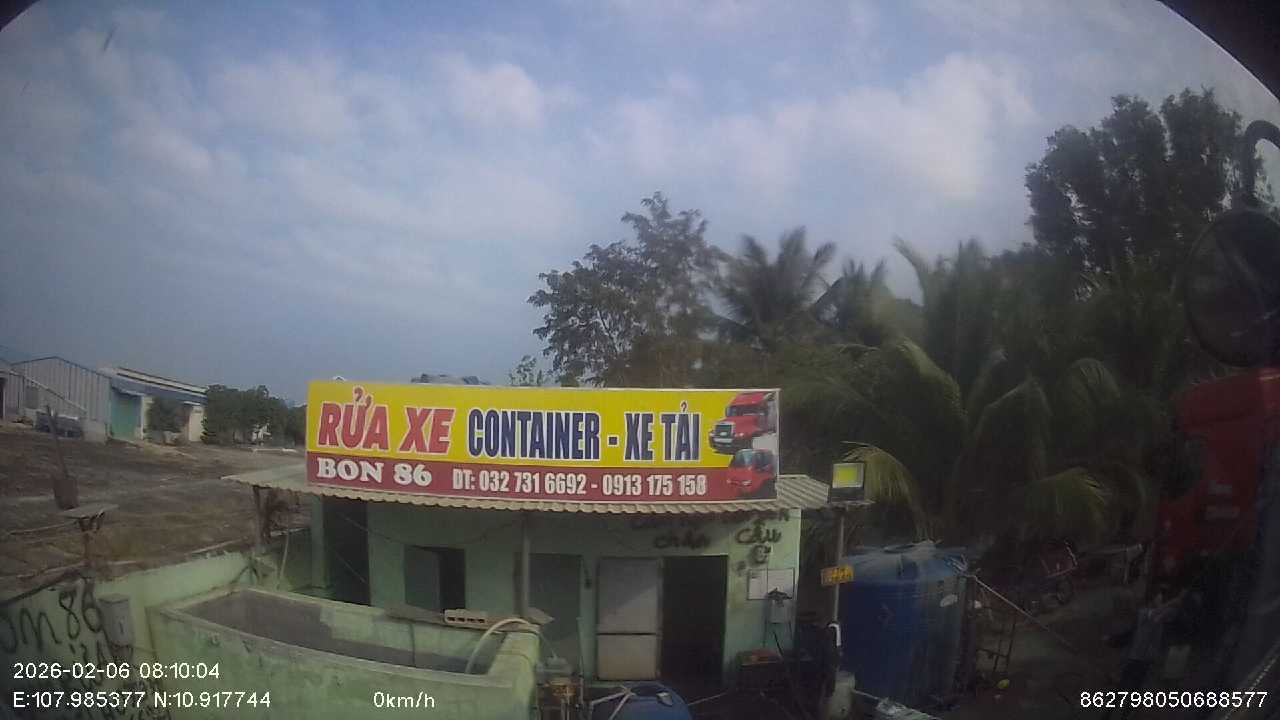 RỬA XE CONTAINER - XE TẢI
BON 86 DT: 032 731 6692 - 0913 175 158
2026-02-06 08:10:04
E:107.985377 N:10.917744 0km/h 862798050688577